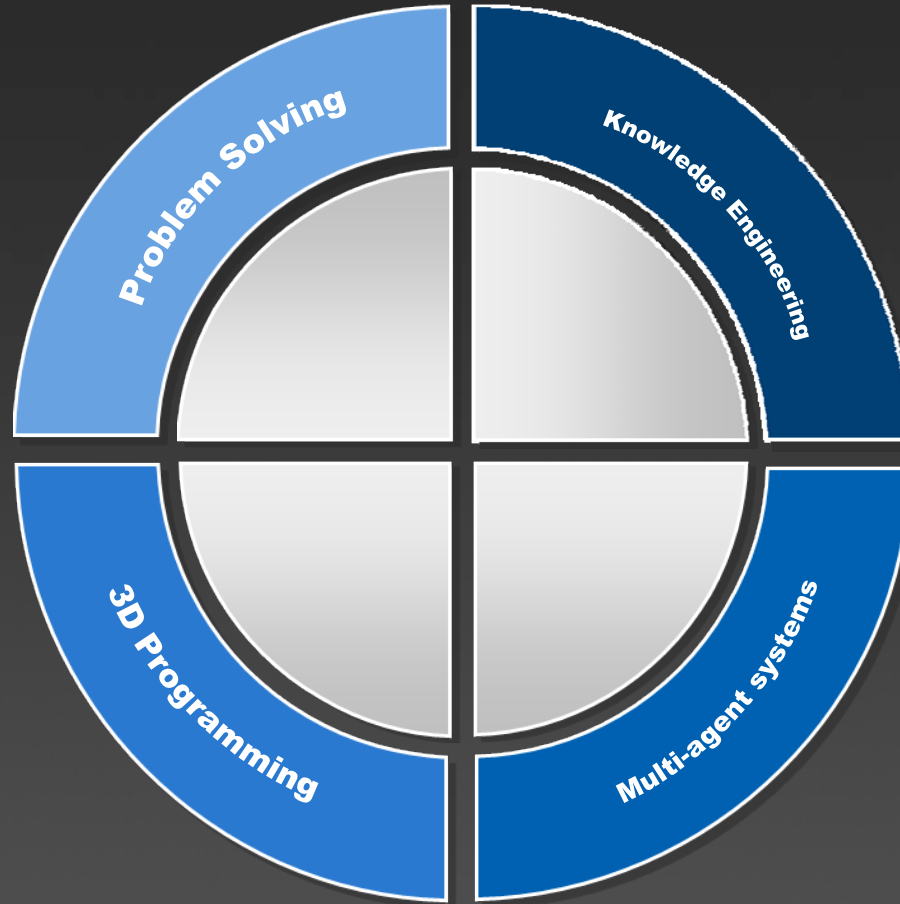 Problem Solving
Knowledge Engineering
3D Programming
Multi-agent systems